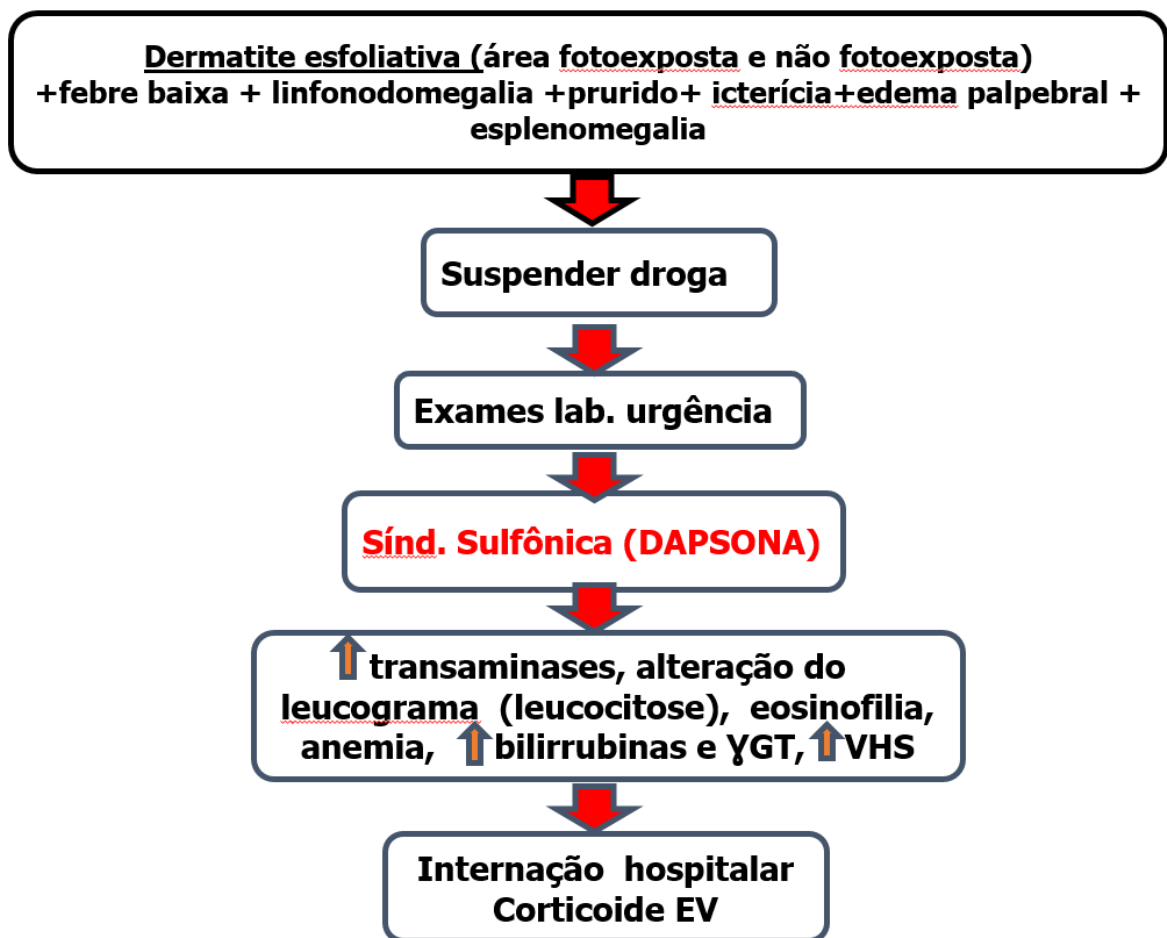 Dermatite esfoliativa (área fotoexposta e não fotoexposta)
+febre baixa + linfonodomegalia +prurido+ icterícia+edema palpebral +
esplenomegalia
Suspender droga
Exames lab. urgência
Sínd. Sulfônica (DAPSONA)
transaminases, alteração do
leucograma (leucocitose), eosinofilia,
anemia, bilirrubinas e ƔGT, VHS
Internação hospitalar
Corticoide EV